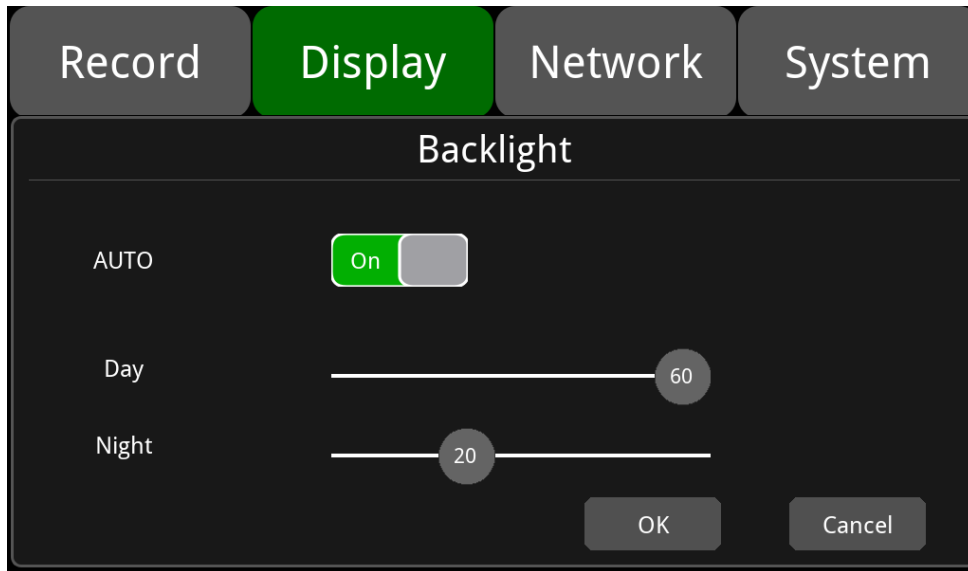 Record Display Network System
Backlight
AUTO On
Day 60
Night 20
OK Cancel